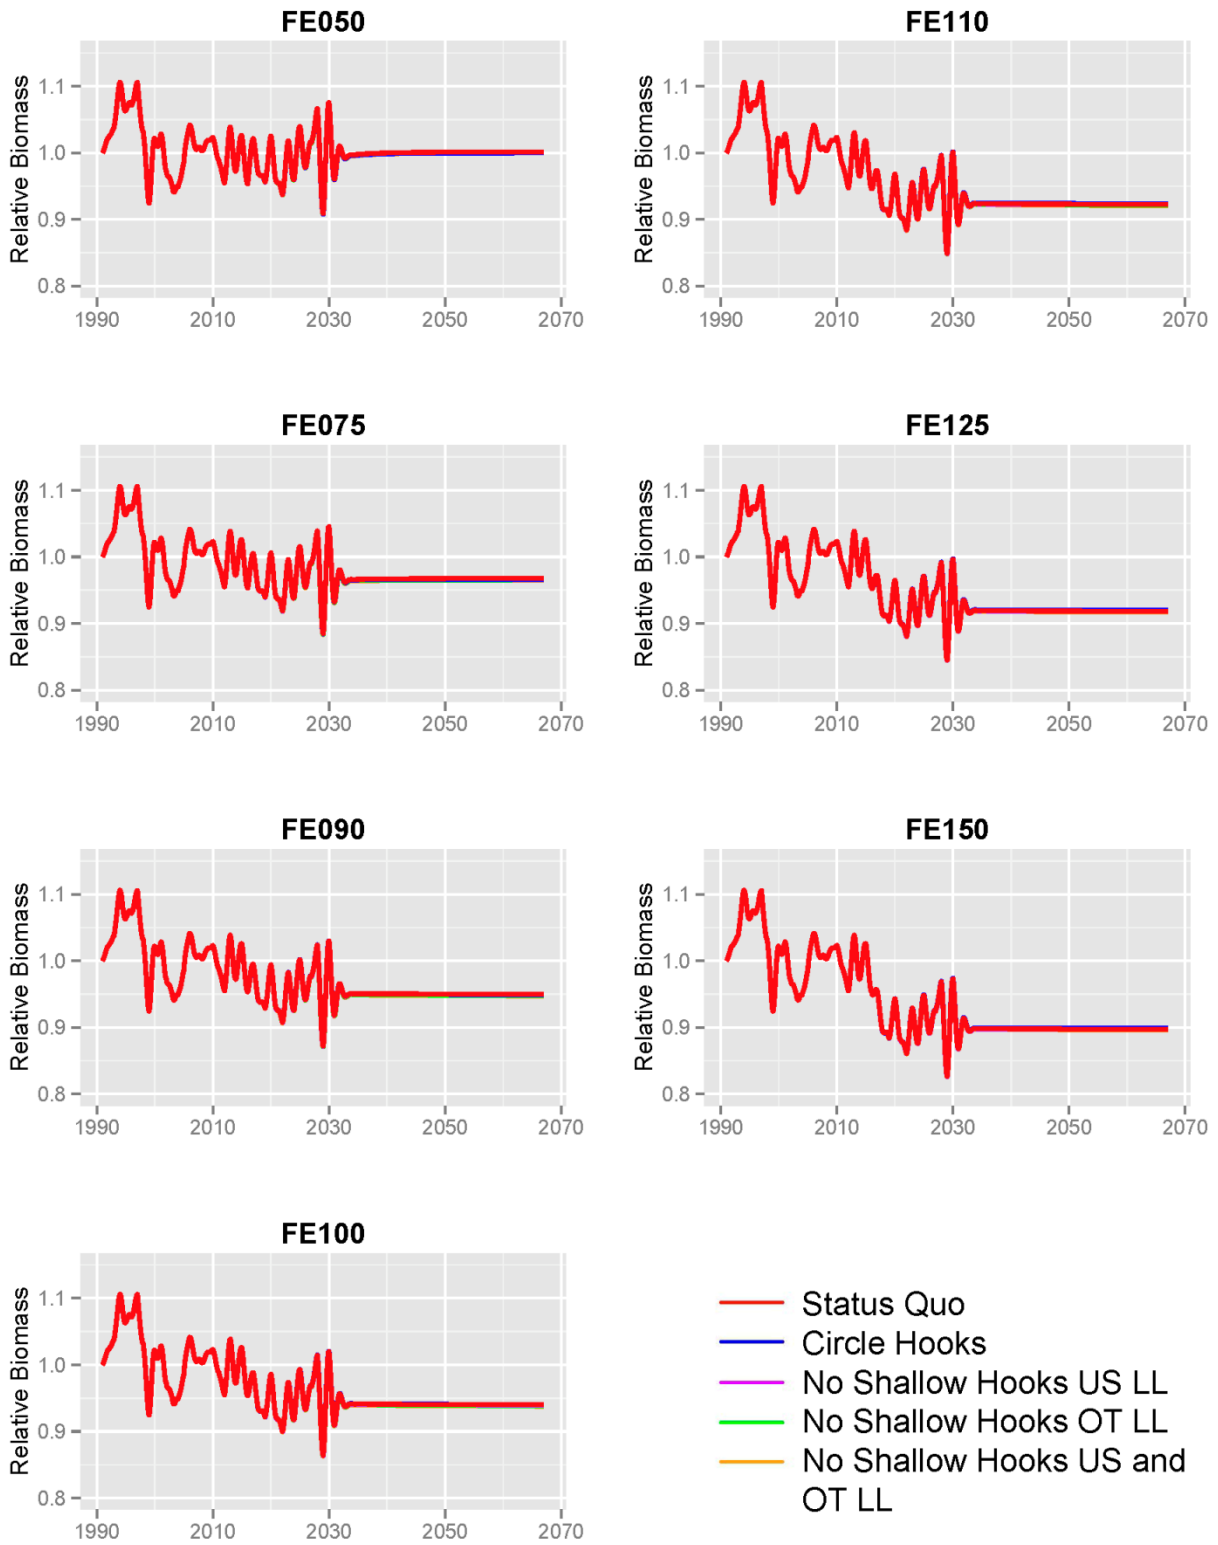 FE050
Relative Biomass
1.1
1.0
0.9
0.8
1990 2010 2030 2050 2070
FE110
Relative Biomass
1.1
1.0
0.9
0.8
1990 2010 2030 2050 2070
FE075
Relative Biomass
1.1
1.0
0.9
0.8
1990 2010 2030 2050 2070
FE125
Relative Biomass
1.1
1.0
0.9
0.8
1990 2010 2030 2050 2070
FE090
Relative Biomass
1.1
1.0
0.9
0.8
1990 2010 2030 2050 2070
FE150
Relative Biomass
1.1
1.0
0.9
0.8
1990 2010 2030 2050 2070
FE100
Relative Biomass
1.1
1.0
0.9
0.8
1990 2010 2030 2050 2070
Status Quo
Circle Hooks
No Shallow Hooks US LL
No Shallow Hooks OT LL
No Shallow Hooks US and
OT LL